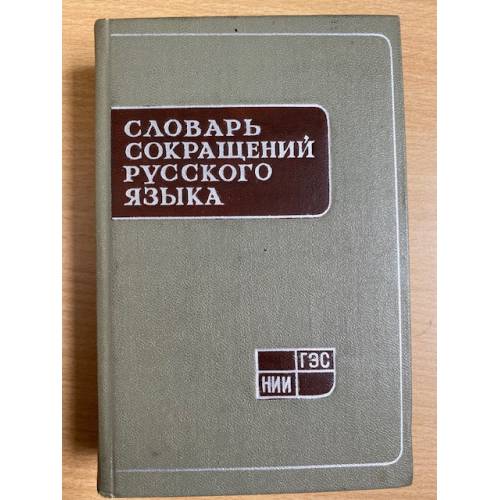 СЛОВАРЬ
СОКРАЩЕНИЙ
РУССКОГО
ЯЗЫКА
ГЭС
НИИ